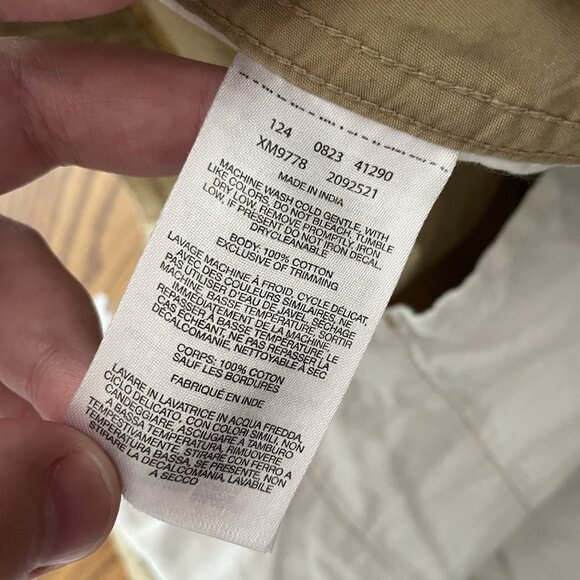 124 0823 41290
XM9778 2092521
MADE IN INDIA
MACHINE WASH COLD GENTLE, WITH
LIKE COLORS, DO NOT BLEACH, TUMBLE
DRY LOW, REMOVE PROMPTLY, IRON
LOW, IF PRESENT DO NOT IRON DECAL,
DRYCLEANABLE
BODY: 100% COTTON
EXCLUSIVE OF TRIMMING
LAVAGE MACHINE À FROID, CYCLE DÉLICAT,
AVEC DES COULEURS SIMILAIRES, NE
PAS UTILISER D'EAU DE JAVEL, SÉCHAGE
MACHINE BASSE TEMPÉRATURE, SORTIR
IMMÉDIATEMENT DE LA MACHINE,
REPASSER À BASSE TEMPÉRATURE, LE
CAS ÉCHÉANT, NE PAS REPASSER LA
DÉCALCOMANIE, NETTOYABLE À SEC
CORPS: 100% COTON
SAUF LES BORDURES
FABRIQUÉ EN INDE
LAVARE IN LAVATRICE IN ACQUA FREDDA,
CICLO DELICATO, CON COLORI SIMILI, NON
CANDEGGIARE, ASCIUGARE A TAMBURO
A BASSA TEMPERATURA, RIMUOVERE
TEMPESTIVAMENTE, STIRARE CON FERRO A
TEMPERATURA BASSA, SE PRESENTE, NON
STIRARE LA DECALCOMANIA, LAVABILE
A SECCO